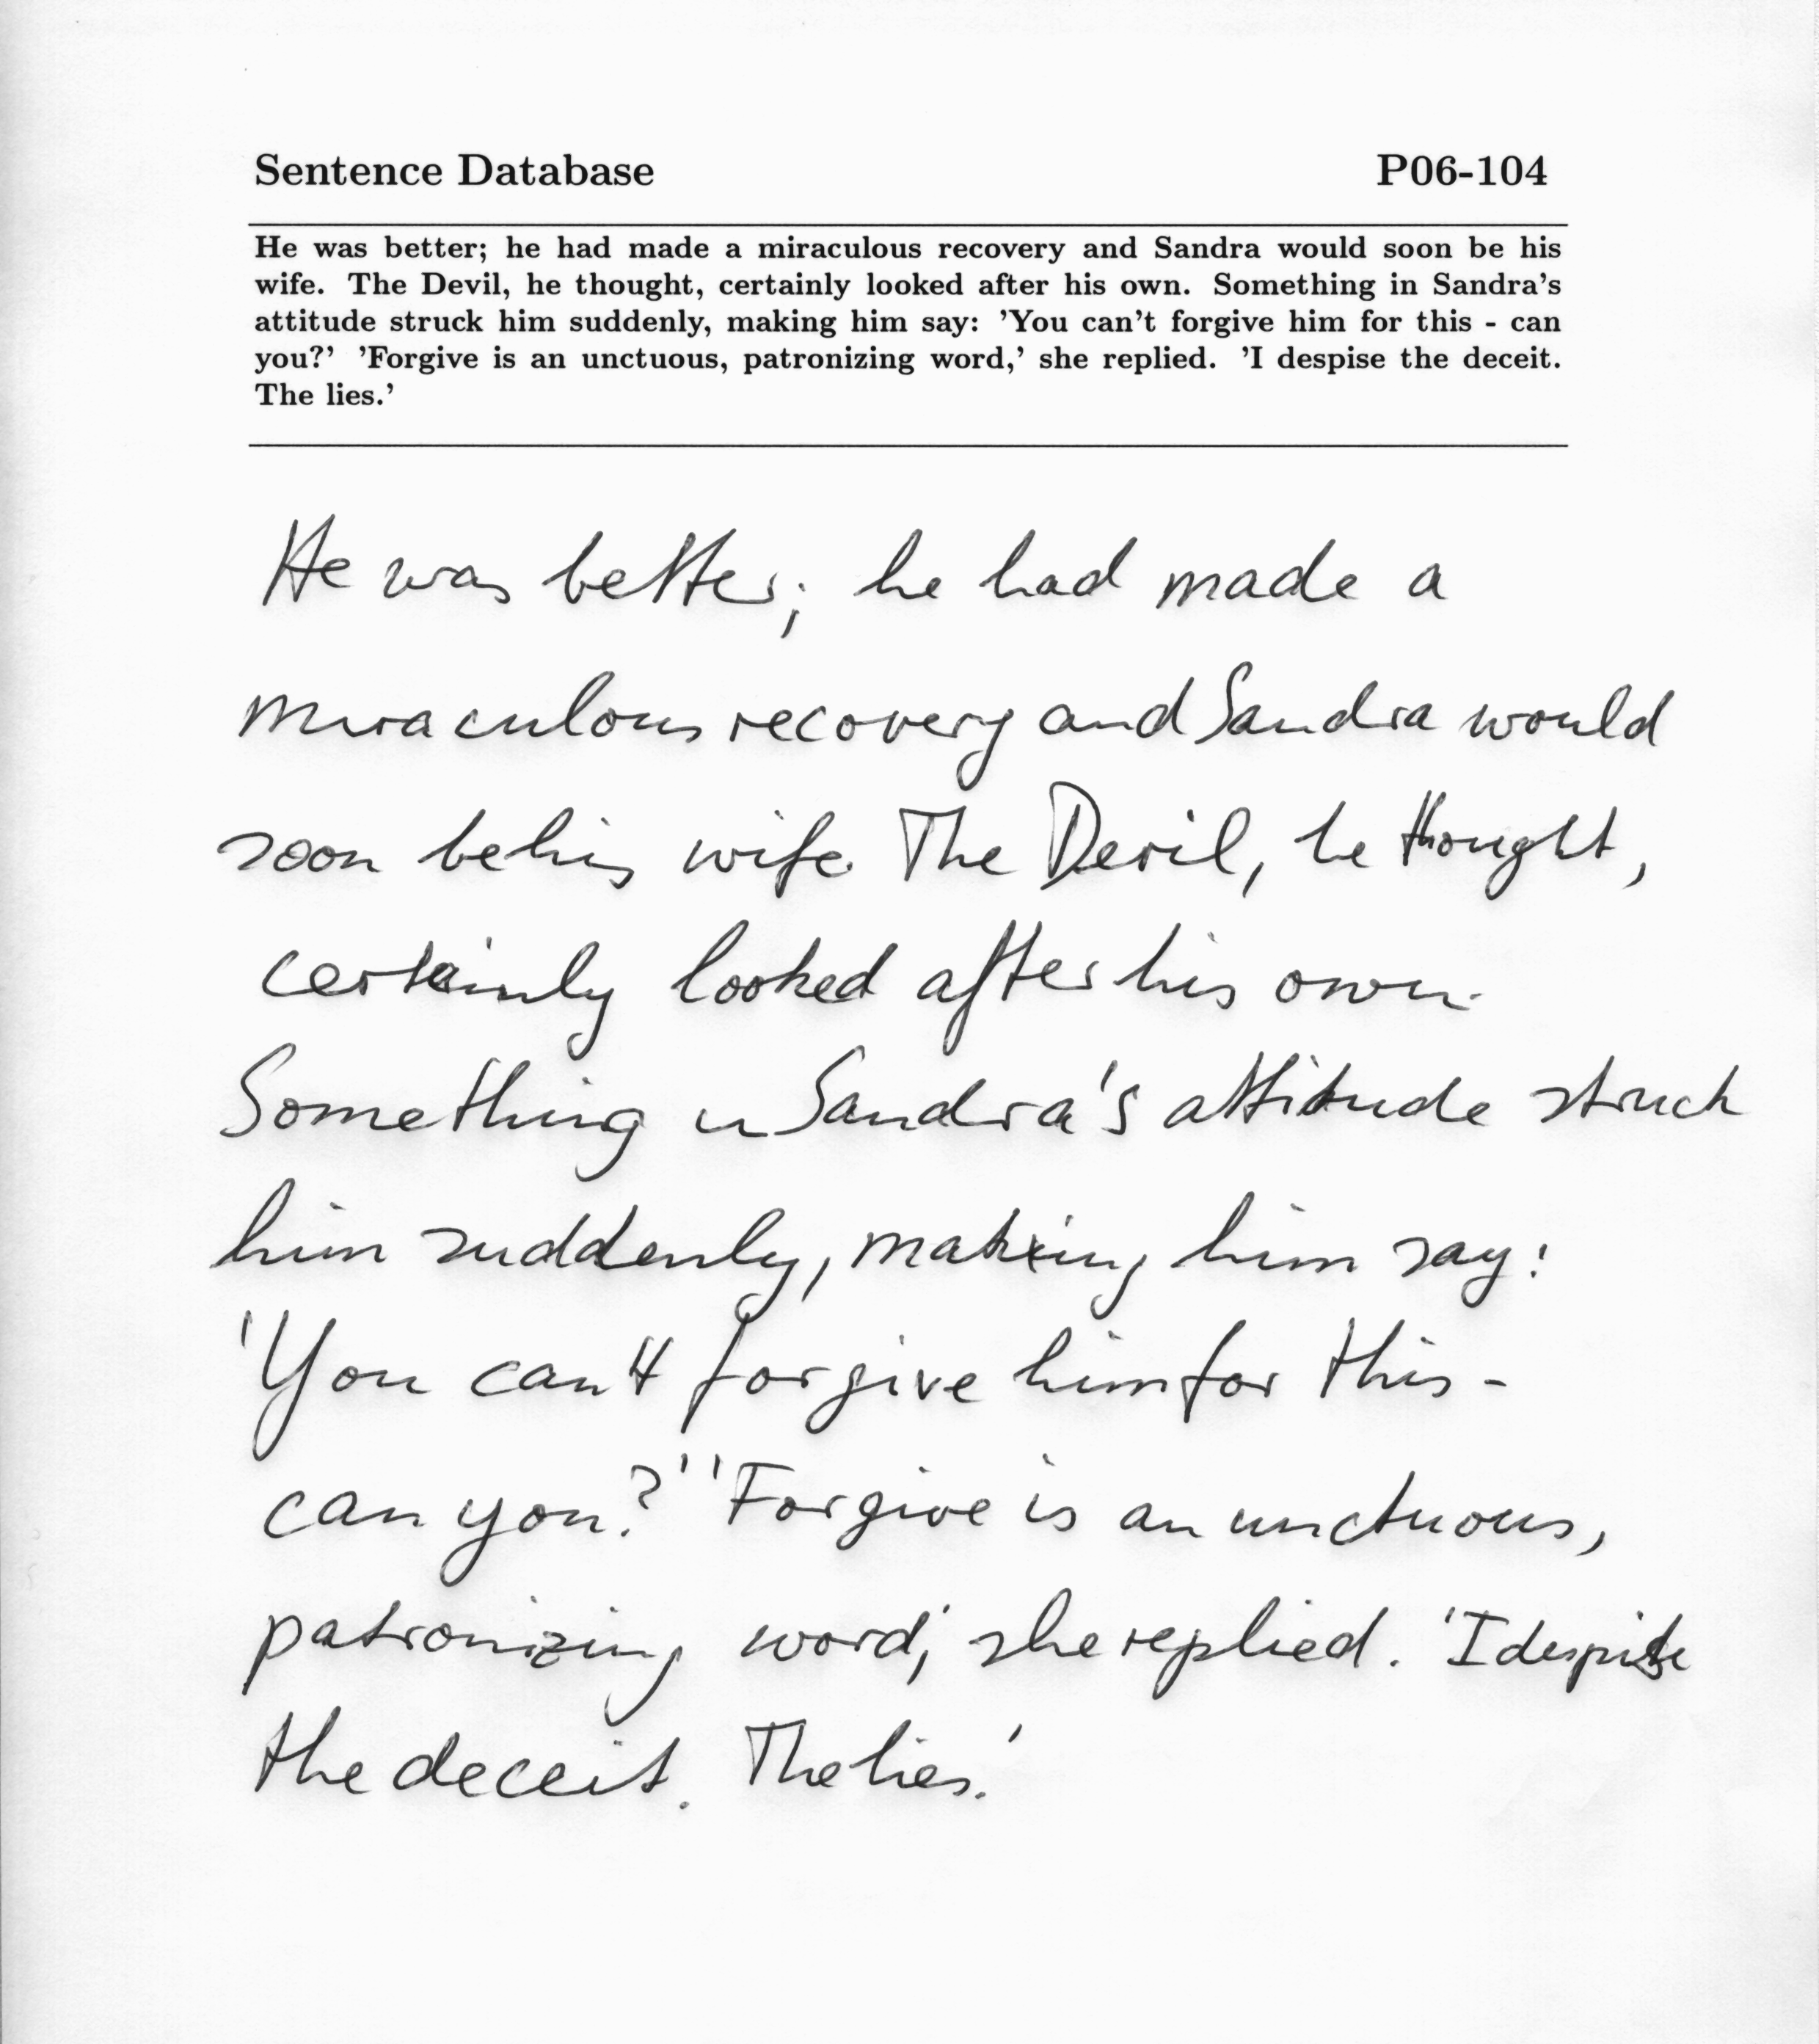 Sentence Database P06-104
He was better; he had made a miraculous recovery and Sandra would soon be his
wife. The Devil, he thought, certainly looked after his own. Something in Sandra's
attitude struck him suddenly, making him say: 'You can't forgive him for this - can
you?' 'Forgive is an unctuous, patronizing word,' she replied. 'I despise the deceit.
The lies.'
He was better; he had made a
miraculous recovery and Sandra would
soon be his wife. The Devil, he thought,
certainly looked after his own.
Something in Sandra's attitude struck
him suddenly, making him say:
'You can't forgive him for this -
can you?' 'Forgive is an unctuous,
patronizing word,' she replied. 'I despise
the deceit. The lies.'